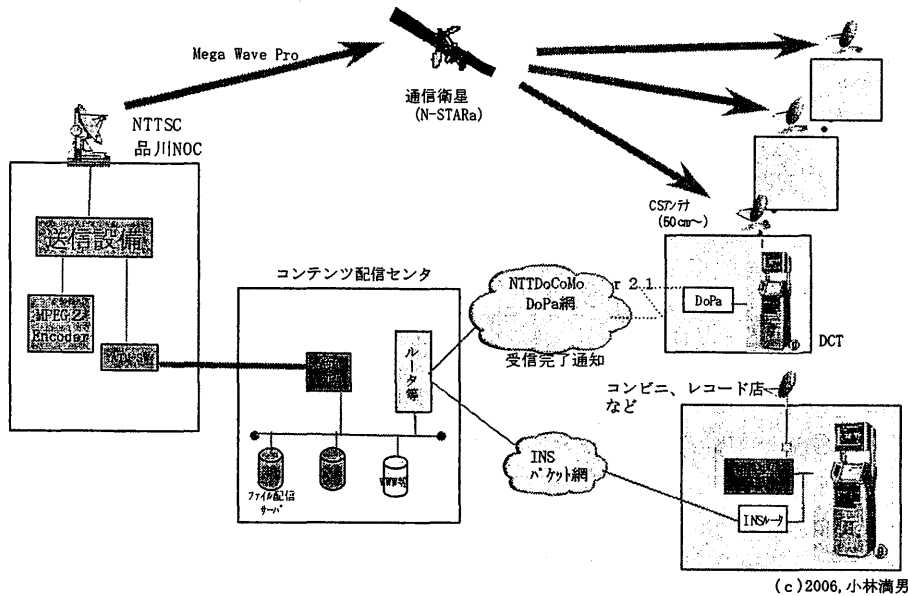 Mega Wave Pro
通信衛星
(N-STARa)
NTTSC
品川NOC
送信設備
MPEG2
Encoder
コンテンツ配信センタ
ルータ等
ファイル配信
サーバ
NTTDoCoMo
DoPa網
r 2.1
受信完了通知
INS
パケット網
CSアンテナ
(50cm～)
DoPa
DCT
コンビニ、レコード店
など
INSルータ
(c)2006,小林満男